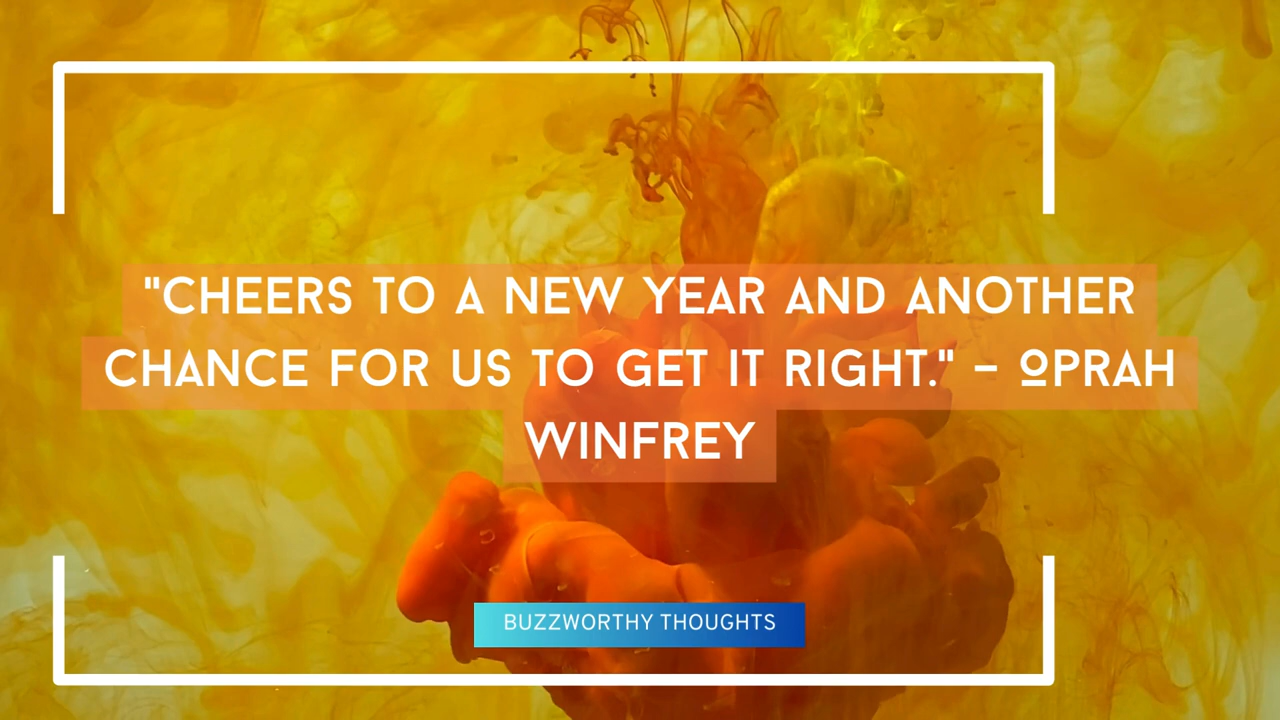 "CHEERS TO A NEW YEAR AND ANOTHER
CHANCE FOR US TO GET IT RIGHT." – OPRAH
WINFREY
BUZZWORTHY THOUGHTS